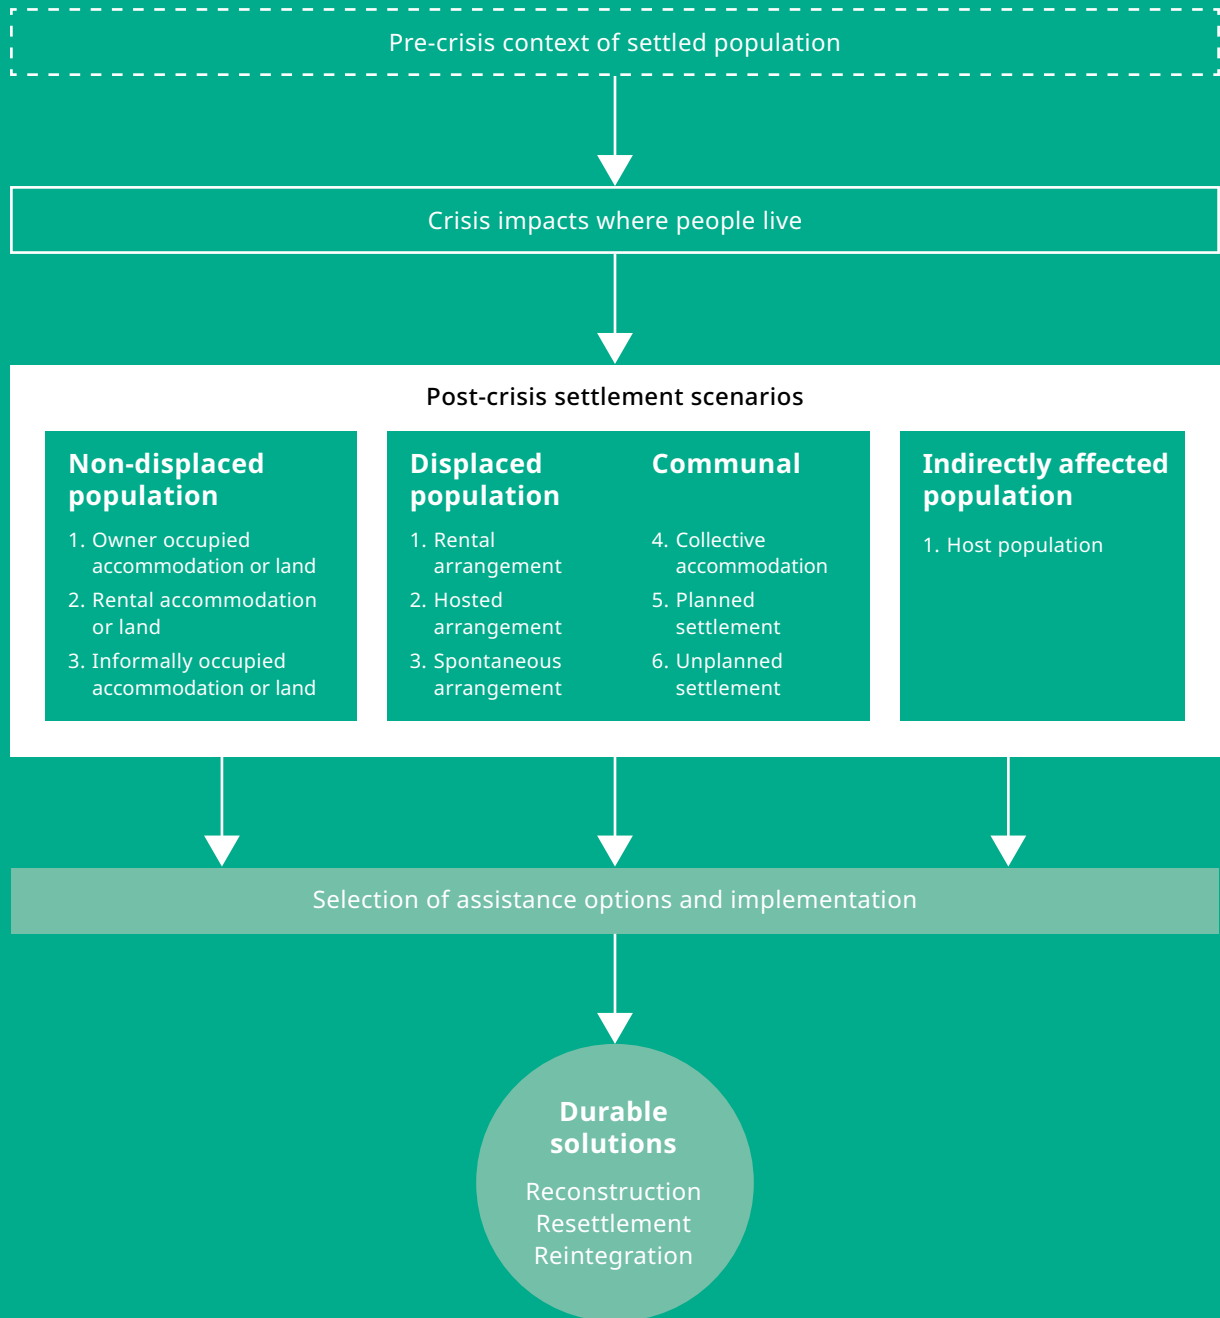 Pre-crisis context of settled population
Crisis impacts where people live
Post-crisis settlement scenarios
Non-displaced
population
1. Owner occupied
accommodation or land
2. Rental accommodation
or land
3. Informally occupied
accommodation or land
Displaced
population
1. Rental
arrangement
2. Hosted
arrangement
3. Spontaneous
arrangement
Communal
4. Collective
accommodation
5. Planned
settlement
6. Unplanned
settlement
Indirectly affected
population
1. Host population
Selection of assistance options and implementation
Durable
solutions
Reconstruction
Resettlement
Reintegration